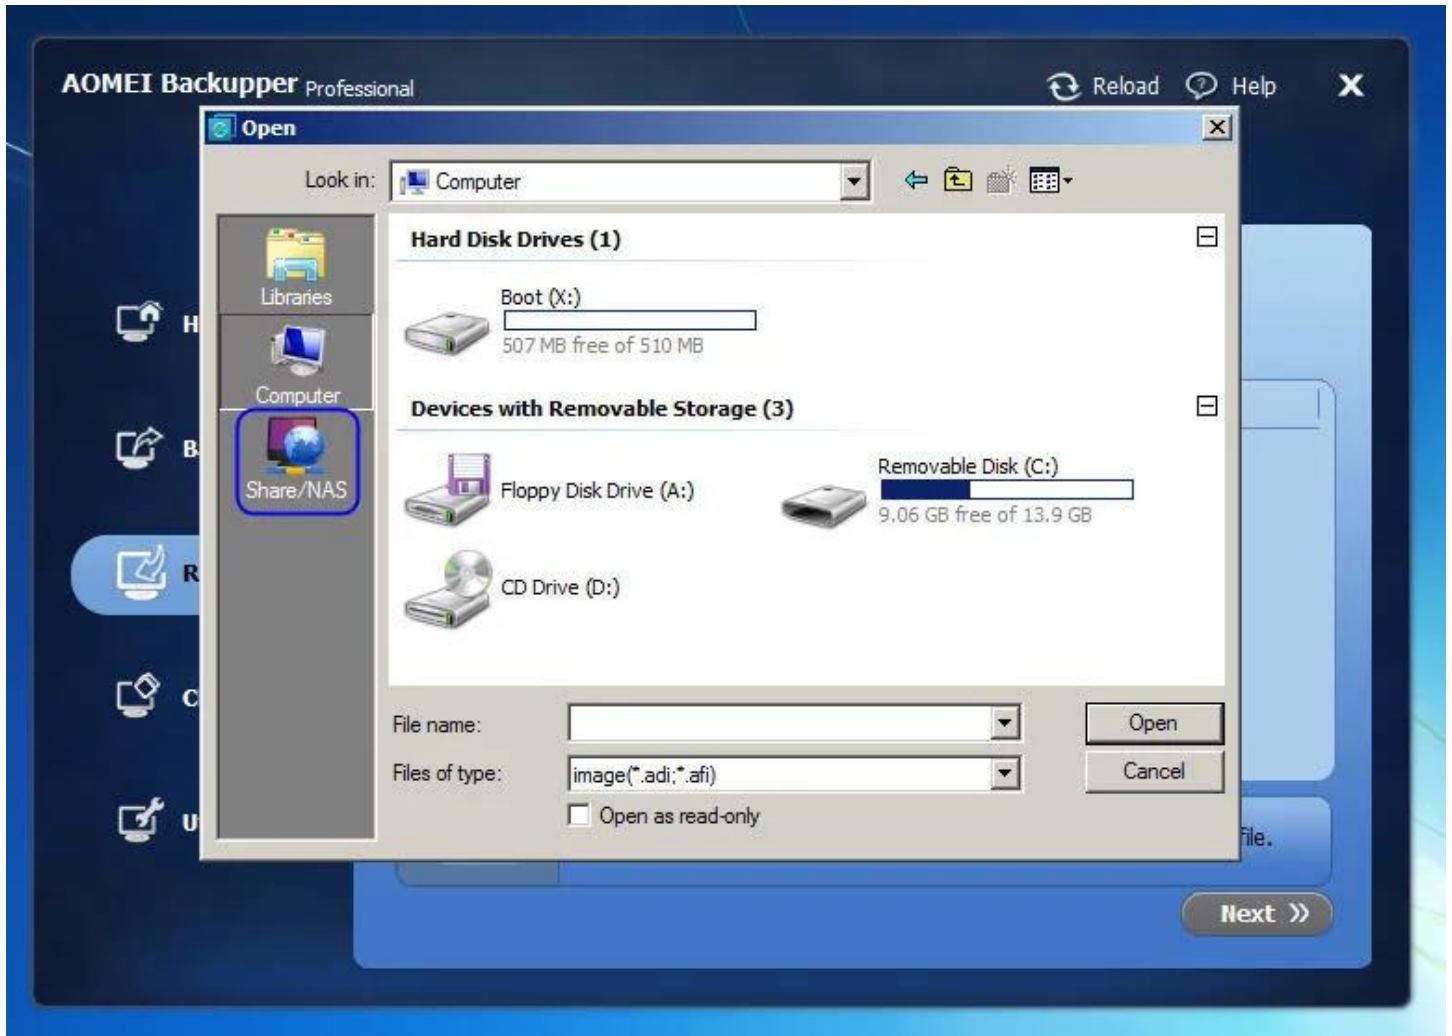 AOMEI Backupper Professional
Reload Help
Open
Look in: Computer
Libraries
Computer
Share/NAS
Hard Disk Drives (1)
Boot (X:)
507 MB free of 510 MB
Devices with Removable Storage (3)
Floppy Disk Drive (A:)
Removable Disk (C:)
9.06 GB free of 13.9 GB
CD Drive (D:)
H
B
R
C
U
File name:
Open
Files of type: image(*.adi;*.afi)
Cancel
Open as read-only
file.
Next